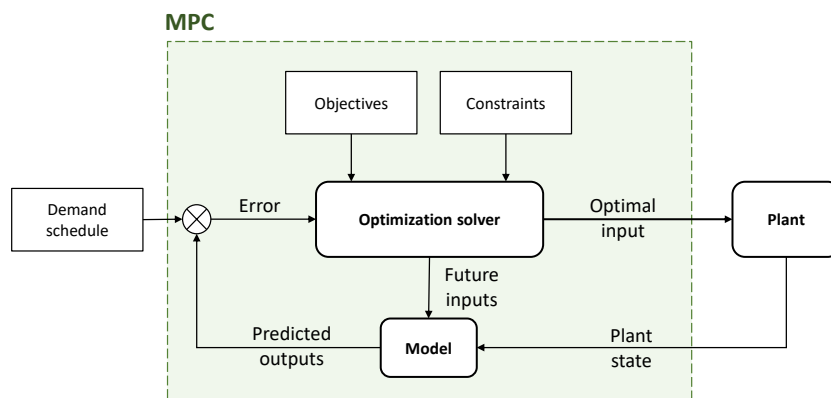 MPC
Objectives
Constraints
Demand
schedule
Error
Optimization solver
Optimal
input
Plant
Future
inputs
Predicted
outputs
Model
Plant
state